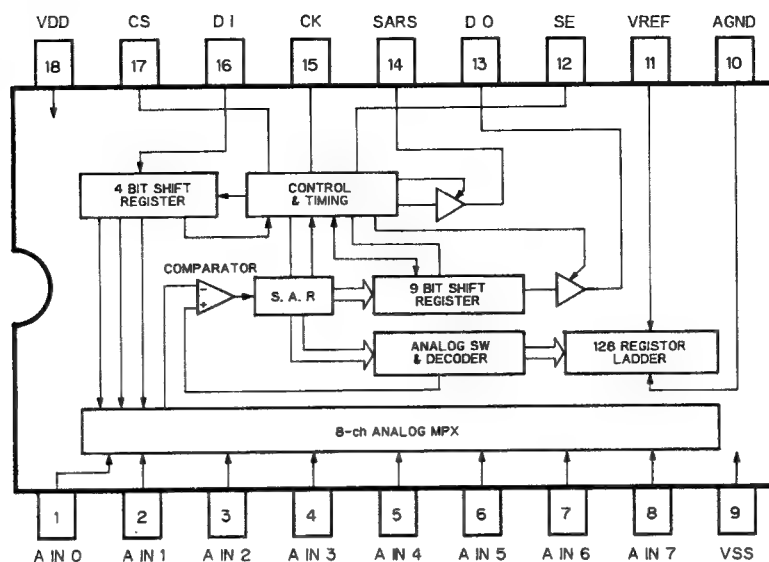 VDD CS D I CK SARS D O SE VREF AGND
18 17 16 15 14 13 12 11 10
4 BIT SHIFT
REGISTER
CONTROL
& TIMING
COMPARATOR
−
+
S. A. R
9 BIT SHIFT
REGISTER
ANALOG SW
& DECODER
128 REGISTOR
LADDER
8-ch ANALOG MPX
1 2 3 4 5 6 7 8 9
A IN 0 A IN 1 A IN 2 A IN 3 A IN 4 A IN 5 A IN 6 A IN 7 VSS